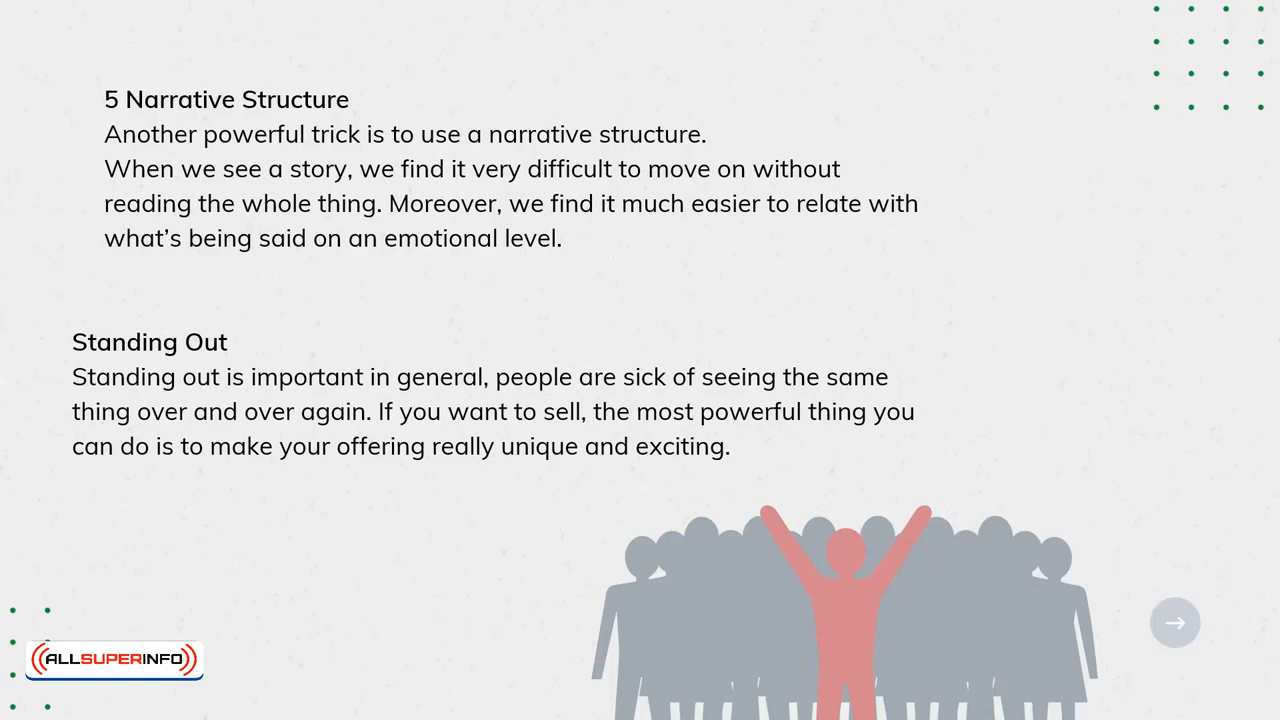 5 Narrative Structure
Another powerful trick is to use a narrative structure.
When we see a story, we find it very difficult to move on without
reading the whole thing. Moreover, we find it much easier to relate with
what’s being said on an emotional level.
Standing Out
Standing out is important in general, people are sick of seeing the same
thing over and over again. If you want to sell, the most powerful thing you
can do is to make your offering really unique and exciting.
ALLSUPERINFO